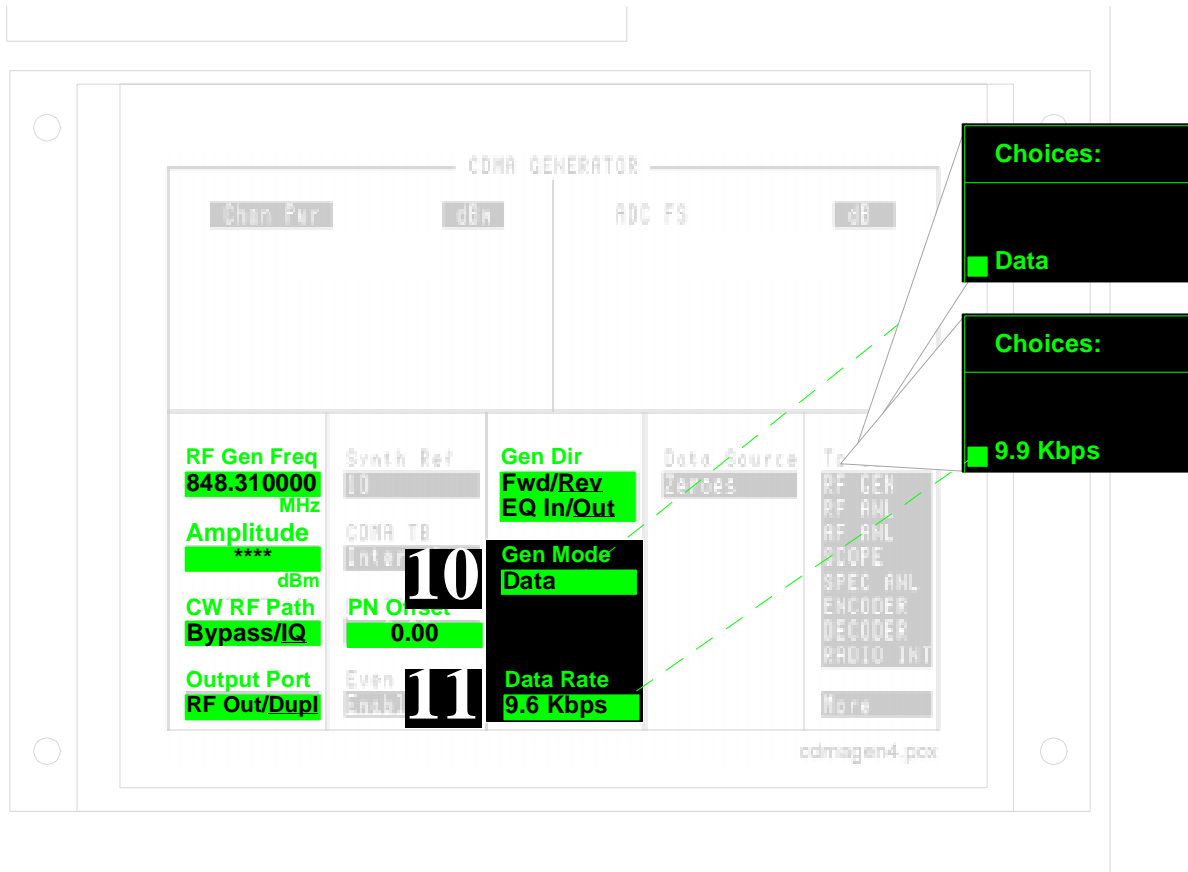 CDMA GENERATOR
Chan Pwr
dBm
ADC FS
dB
Choices:
Data
Choices:
9.9 Kbps
RF Gen Freq
848.310000
MHz
Amplitude
****
dBm
CW RF Path
Bypass/IQ
Output Port
RF Out/Dupl
Synth Ref
10
CDMA TB
10
PN Offset
0.00
Even
11
Gen Dir
Fwd/Rev
EQ In/Out
Gen Mode
Data
Data Rate
9.6 Kbps
Data Source
Zeroes
To
RF GEN
RF ANL
AF ANL
SCOPE
SPEC ANL
ENCODER
DECODER
RADIO INT
More
cdmagen4.pcx